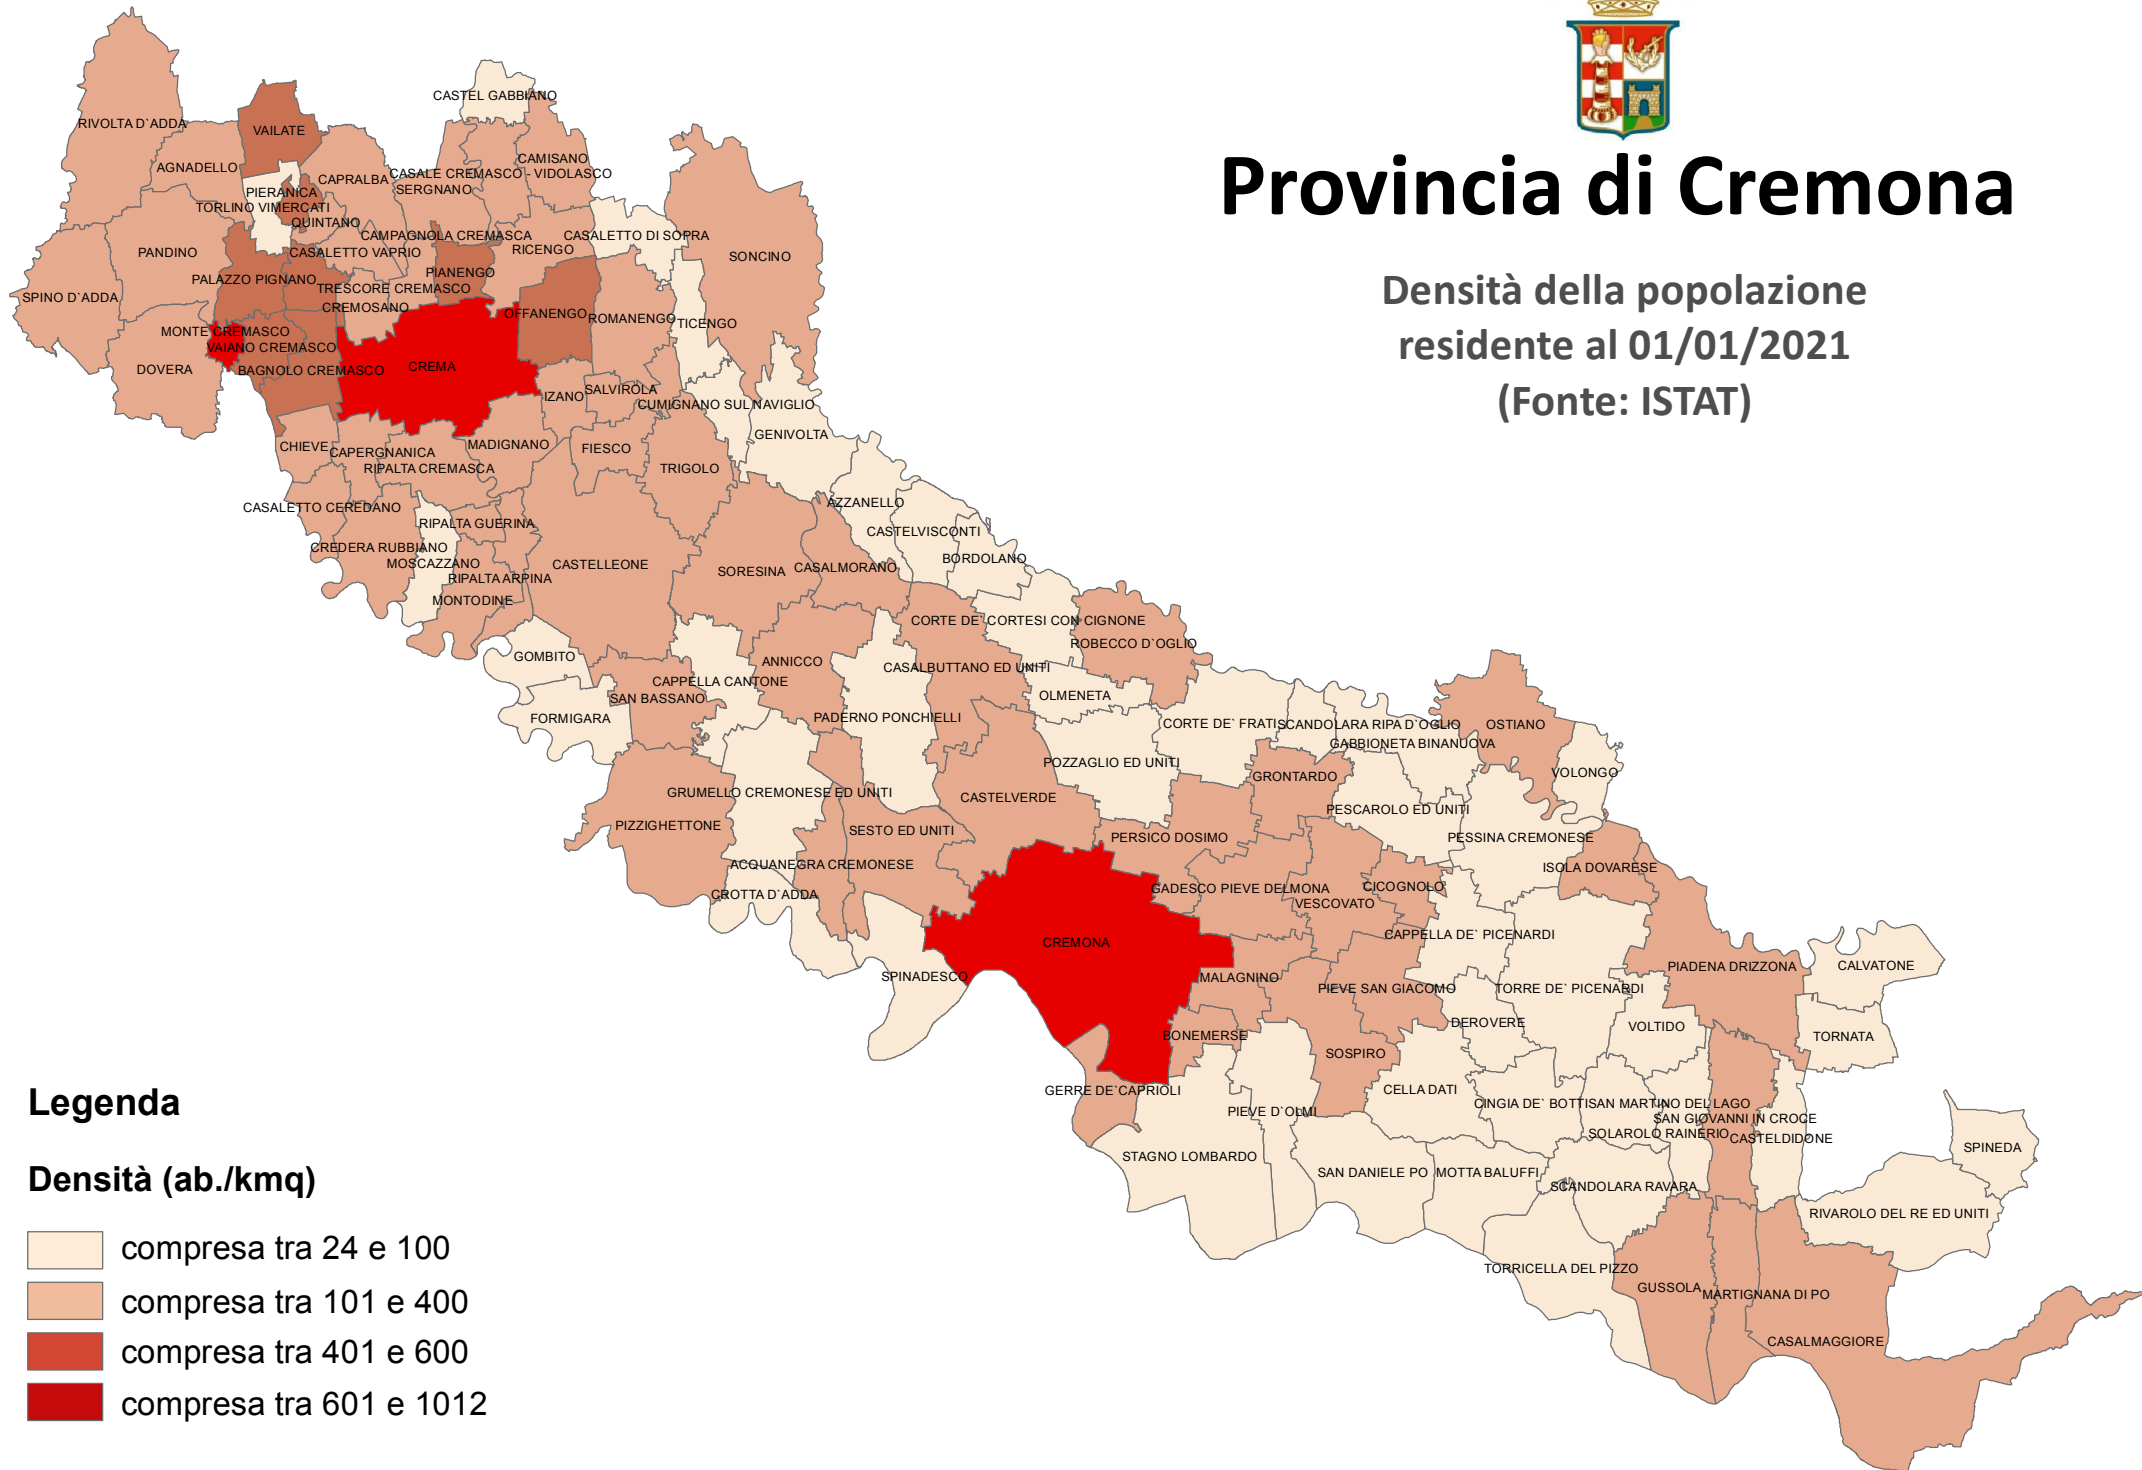 Provincia di Cremona
Densità della popolazione
residente al 01/01/2021
(Fonte: ISTAT)
RIVOLTA D`ADDA
VAILATE
CASTEL GABBIANO
AGNADELLO
CAPRALBA
CASALE CREMASCO - VIDOLASCO
CAMISANO
SERGNANO
PIERANICA
TORLINO VIMERCATI
QUINTANO
CAMPAGNOLA CREMASCA
CASALETTO DI SOPRA
RICENGO
CASALETTO VAPRIO
PANDINO
SONCINO
PALAZZO PIGNANO
PIANENGO
TRESCORE CREMASCO
SPINO D`ADDA
CREMOSANO
OFFANENGO
ROMANENGO
TICENGO
MONTE CREMASCO
VAIANO CREMASCO
DOVERA
BAGNOLO CREMASCO
CREMA
IZANO
SALVIROLA
CUMIGNANO SUL NAVIGLIO
GENIVOLTA
CHIEVE
CAPERGNANICA
MADIGNANO
FIESCO
RIPALTA CREMASCA
TRIGOLO
CASALETTO CEREDANO
AZZANELLO
RIPALTA GUERINA
CASTELVISCONTI
CREDERA RUBBIANO
MOSCAZZANO
BORDOLANO
CASTELLEONE
SORESINA
CASALMORANO
RIPALTA ARPINA
MONTODINE
CORTE DE` CORTESI CON CIGNONE
ROBECCO D`OGLIO
GOMBITO
ANNICCO
CASALBUTTANO ED UNITI
CAPPELLA CANTONE
SAN BASSANO
OLMENETA
FORMIGARA
PADERNO PONCHIELLI
CORTE DE` FRATI
SCANDOLARA RIPA D`OGLIO
OSTIANO
GABBIONETA BINANUOVA
POZZAGLIO ED UNITI
GRONTARDO
VOLONGO
GRUMELLO CREMONESE ED UNITI
CASTELVERDE
PESCAROLO ED UNITI
PIZZIGHETTONE
SESTO ED UNITI
PERSICO DOSIMO
PESSINA CREMONESE
ACQUANEGRA CREMONESE
ISOLA DOVARESE
CROTTA D`ADDA
GADESCO PIEVE DELMONA
CICOGNOLO
VESCOVATO
CREMONA
CAPPELLA DE` PICENARDI
SPINADESCO
MALAGNINO
PIADENA DRIZZONA
CALVATONE
PIEVE SAN GIACOMO
TORRE DE` PICENARDI
DEROVERE
VOLTIDO
BONEMERSE
TORNATA
SOSPIRO
GERRE DE`CAPRIOLI
CELLA DATI
PIEVE D`OLMI
CINGIA DE` BOTTI
SAN MARTINO DEL LAGO
SAN GIOVANNI IN CROCE
SOLAROLO RAINERIO
CASTELDIDONE
SPINEDA
STAGNO LOMBARDO
SAN DANIELE PO
MOTTA BALUFFI
SCANDOLARA RAVARA
RIVAROLO DEL RE ED UNITI
TORRICELLA DEL PIZZO
GUSSOLA
MARTIGNANA DI PO
CASALMAGGIORE
Legenda
Densità (ab./kmq)
compresa tra 24 e 100
compresa tra 101 e 400
compresa tra 401 e 600
compresa tra 601 e 1012